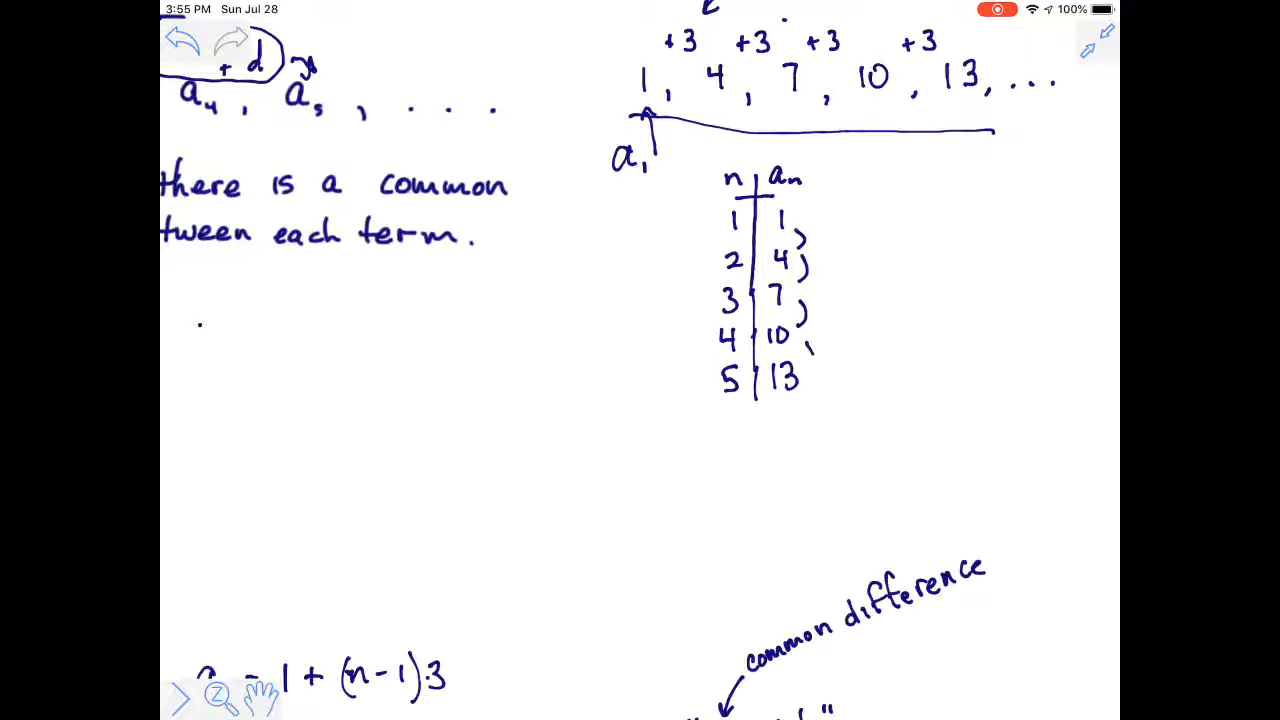 3:55 PM Sun Jul 28 100%
+ d
a4, a5, . . .
there is a common
tween each term.
+3 +3 +3 +3
1, 4, 7, 10, 13, ...
a1
n an
1 1
2 4
3 7
4 10
5 13
common difference
= 1 + (n-1)·3